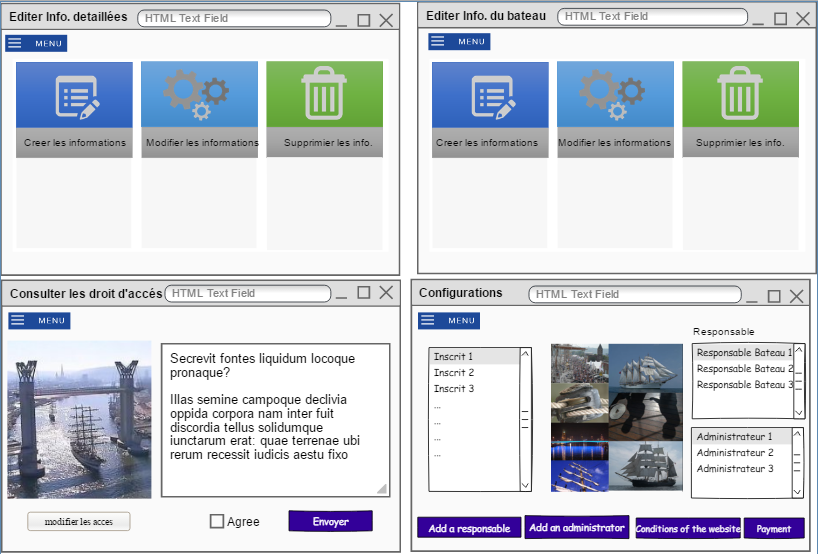 Editer Info. detaillées
HTML Text Field
MENU
Creer les informations
Modifier les informations
Supprimier les info.
Editer Info. du bateau
HTML Text Field
MENU
Creer les informations
Modifier les informations
Supprimier les info.
Consulter les droit d'accés
HTML Text Field
MENU
Secrevit fontes liquidum locoque
pronaque?
Illas semine campoque declivia
oppida corpora nam inter fuit
discordia tellus solidumque
iunctarum erat: quae terrenae ubi
rerum recessit iudicis aestu fixo
modifier les acces
Agree
Envoyer
Configurations
HTML Text Field
MENU
Inscrit 1
Inscrit 2
Inscrit 3
...
...
...
...
Responsable
Responsable Bateau 1
Responsable Bateau 2
Responsable Bateau 3
Administrateur 1
Administrateur 2
Administrateur 3
Add a responsable
Add an administrator
Conditions of the website
Payment